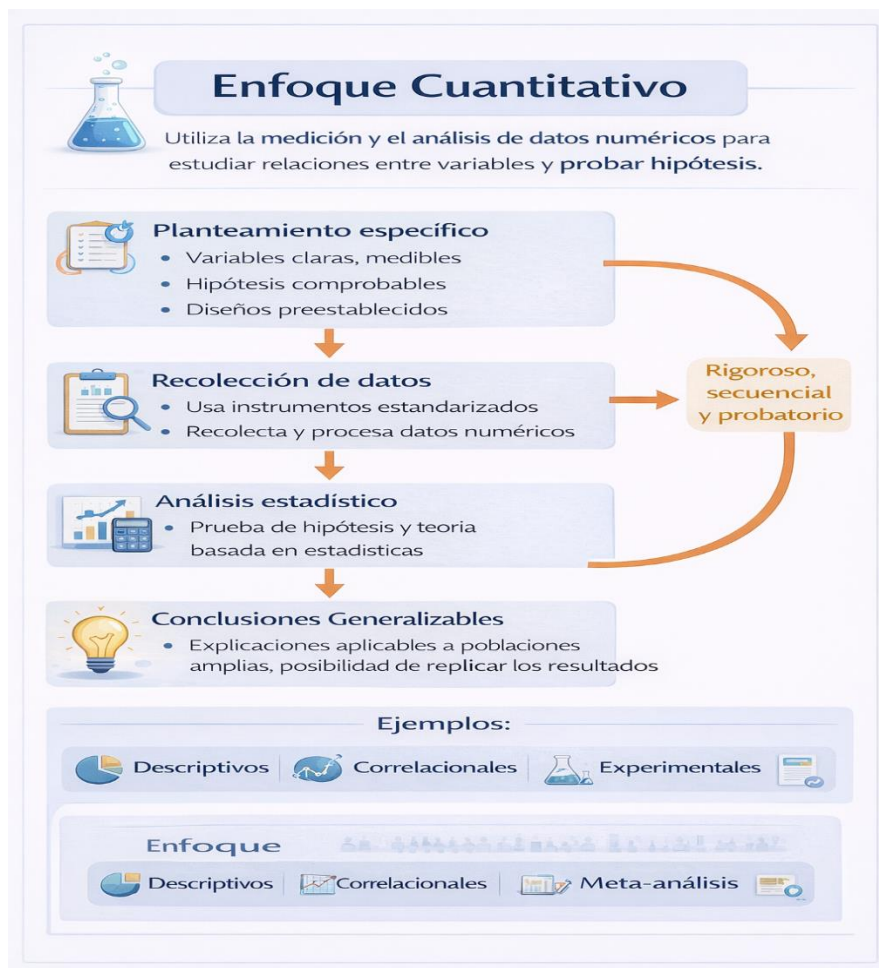 Enfoque Cuantitativo
Utiliza la medición y el análisis de datos numéricos para
estudiar relaciones entre variables y probar hipótesis.
Planteamiento específico
• Variables claras, medibles
• Hipótesis comprobables
• Diseños preestablecidos
Rigoroso,
secuencial
y probatorio
Recolección de datos
• Usa instrumentos estandarizados
• Recolecta y procesa datos numéricos
Análisis estadístico
• Prueba de hipótesis y teoria
basada en estadisticas
Conclusiones Generalizables
• Explicaciones aplicables a poblaciones
amplias, posibilidad de replicar los resultados
Ejemplos:
Descriptivos Correlacionales Experimentales
Enfoque
Descriptivos Correlacionales Meta-análisis